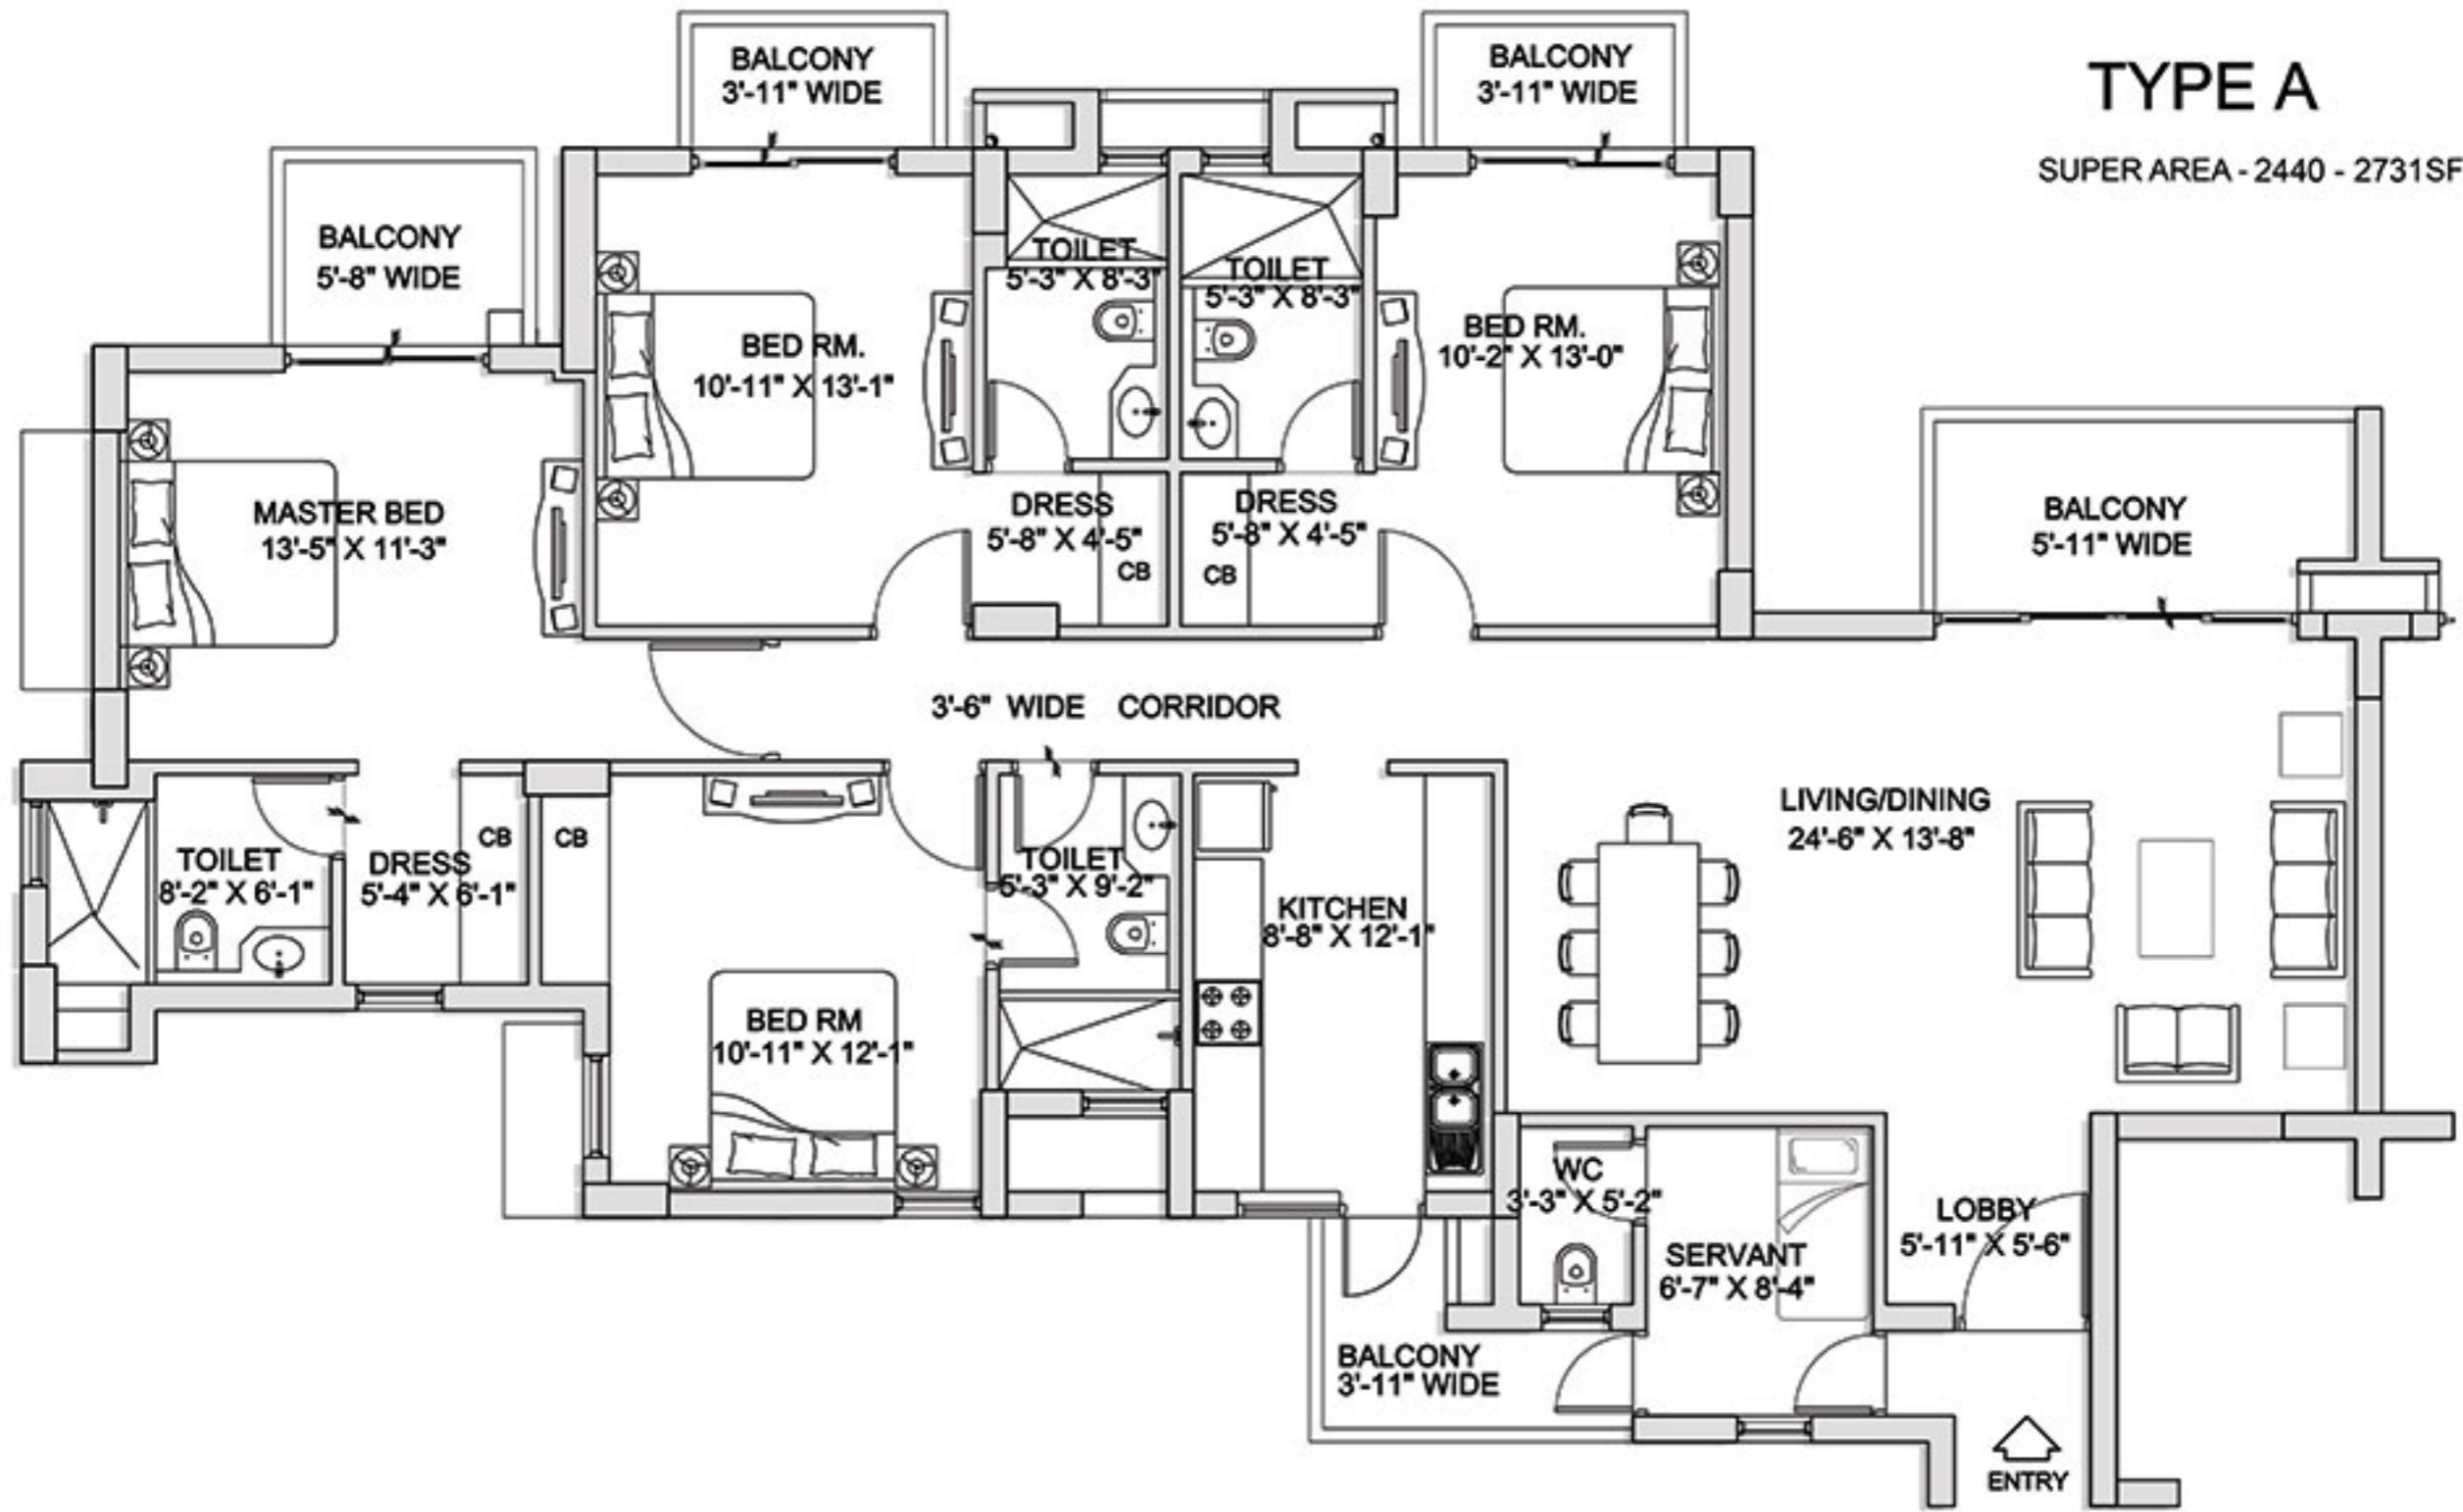 BALCONY
3'-11" WIDE
BALCONY
3'-11" WIDE
TYPE A
SUPER AREA - 2440 - 2731SF
BALCONY
5'-8" WIDE
TOILET
5'-3" X 8'-3"
TOILET
5'-3" X 8'-3"
BED RM.
10'-11" X 13'-1"
BED RM.
10'-2" X 13'-0"
MASTER BED
13'-5" X 11'-3"
DRESS
5'-8" X 4'-5"
CB
DRESS
5'-8" X 4'-5"
CB
BALCONY
5'-11" WIDE
3'-6" WIDE CORRIDOR
LIVING/DINING
24'-6" X 13'-8"
TOILET
8'-2" X 6'-1"
DRESS
5'-4" X 6'-1"
CB
CB
TOILET
5'-3" X 9'-2"
KITCHEN
8'-8" X 12'-1"
BED RM
10'-11" X 12'-1"
WC
3'-3" X 5'-2"
SERVANT
6'-7" X 8'-4"
LOBBY
5'-11" X 5'-6"
BALCONY
3'-11" WIDE
ENTRY